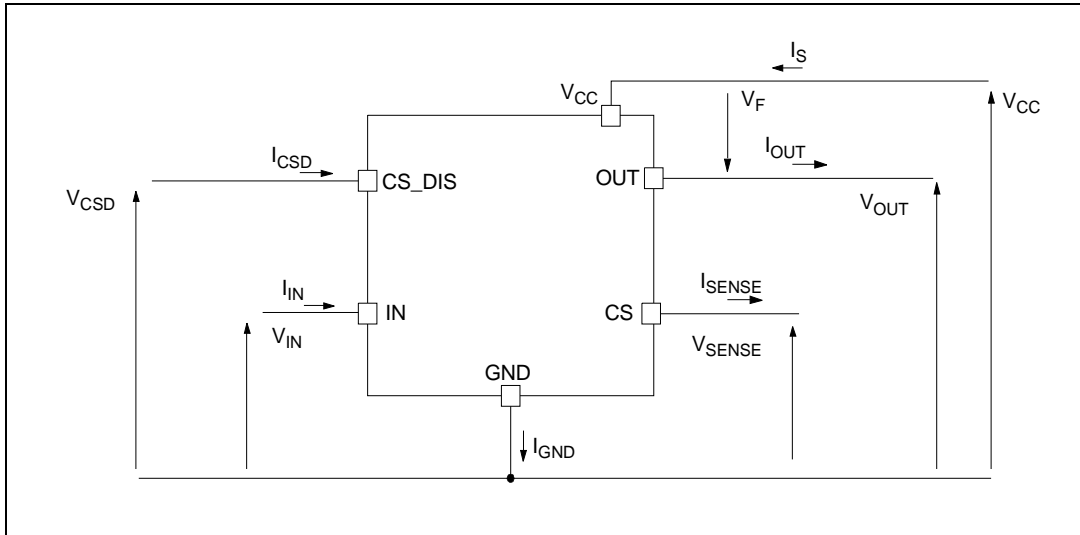 I_S
V_CC
V_F
V_CC
I_OUT
I_CSD
CS_DIS
OUT
V_CSD
V_OUT
I_IN
I_SENSE
IN
CS
V_IN
V_SENSE
GND
I_GND